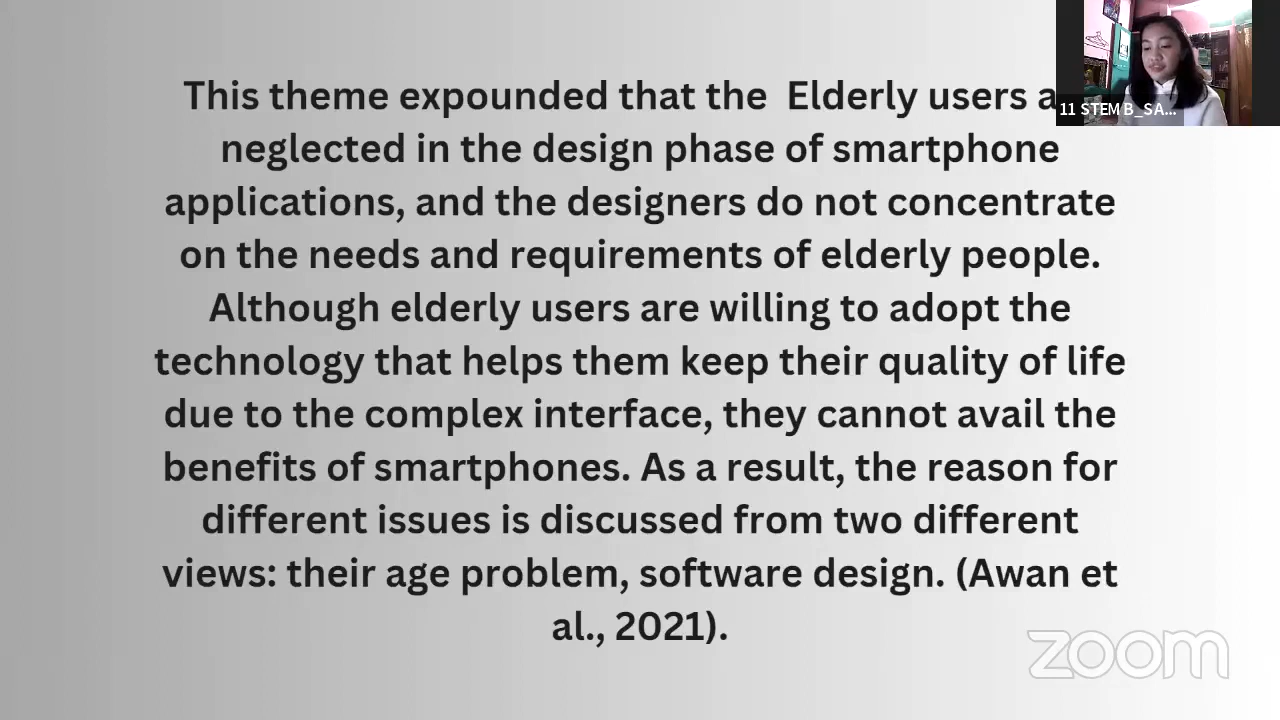 This theme expounded that the Elderly users
neglected in the design phase of smartphone
applications, and the designers do not concentrate
on the needs and requirements of elderly people.
Although elderly users are willing to adopt the
technology that helps them keep their quality of life
due to the complex interface, they cannot avail the
benefits of smartphones. As a result, the reason for
different issues is discussed from two different
views: their age problem, software design. (Awan et
al., 2021).
11 STEM B_SA...
zoom